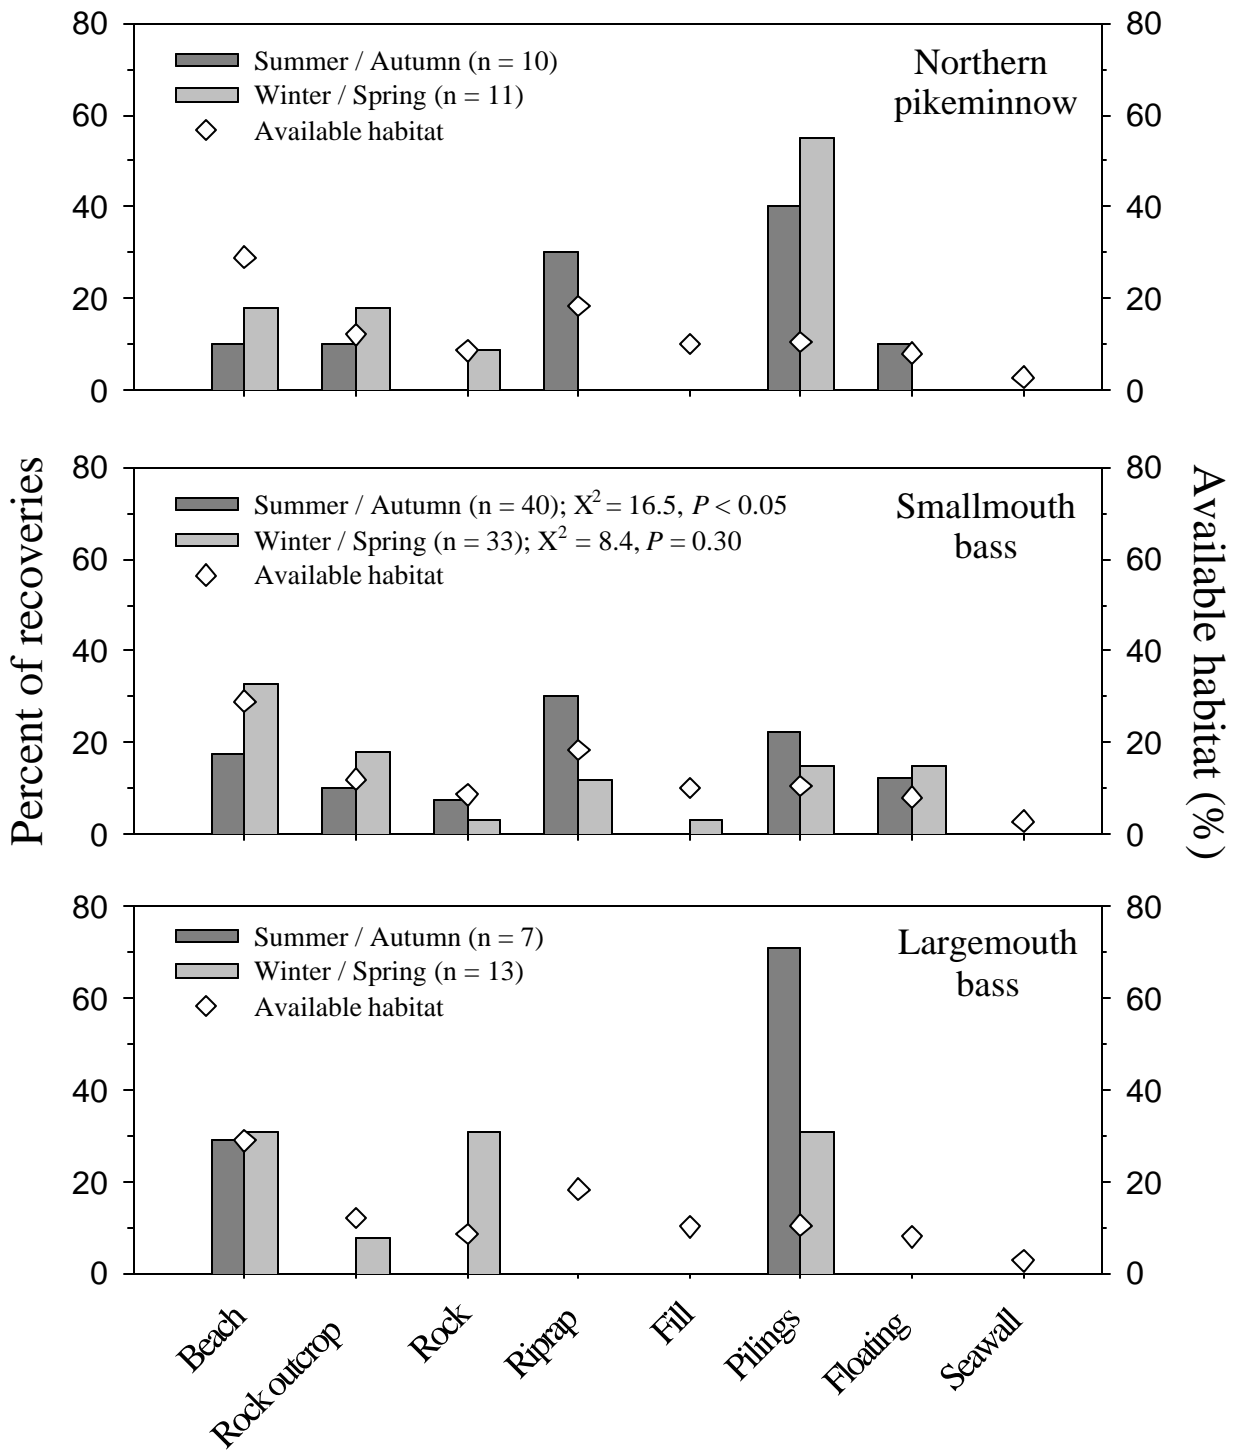 80
60
40
20
0
80
60
40
20
0
Summer / Autumn (n = 10)
Winter / Spring (n = 11)
Available habitat
Northern
pikeminnow
Percent of recoveries
Available habitat (%)
80
60
40
20
0
80
60
40
20
0
Summer / Autumn (n = 40); X² = 16.5, P < 0.05
Winter / Spring (n = 33); X² = 8.4, P = 0.30
Available habitat
Smallmouth
bass
80
60
40
20
0
80
60
40
20
0
Summer / Autumn (n = 7)
Winter / Spring (n = 13)
Available habitat
Largemouth
bass
Beach
Rock outcrop
Rock
Riprap
Fill
Pilings
Floating
Seawall